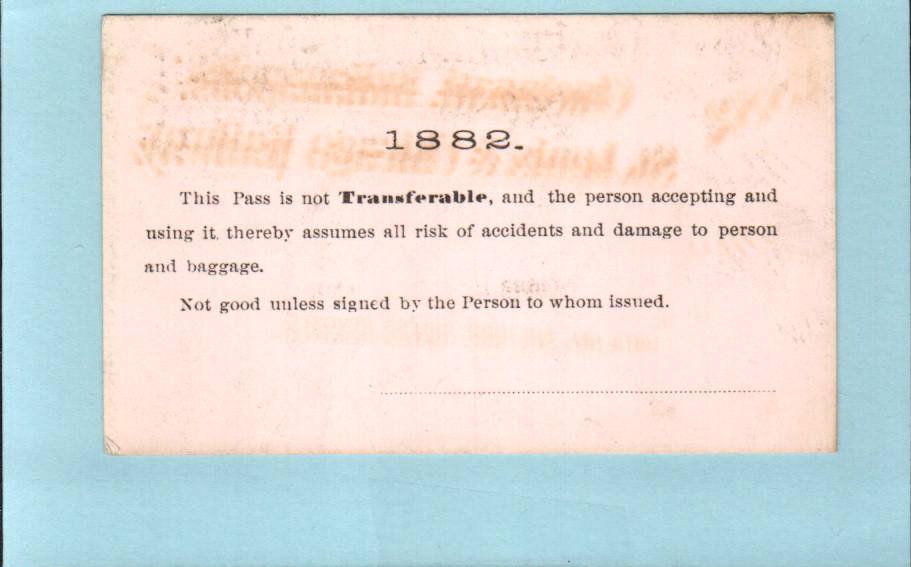 1882.
This Pass is not Transferable, and the person accepting and
using it, thereby assumes all risk of accidents and damage to person
and baggage.
Not good unless signed by the Person to whom issued.